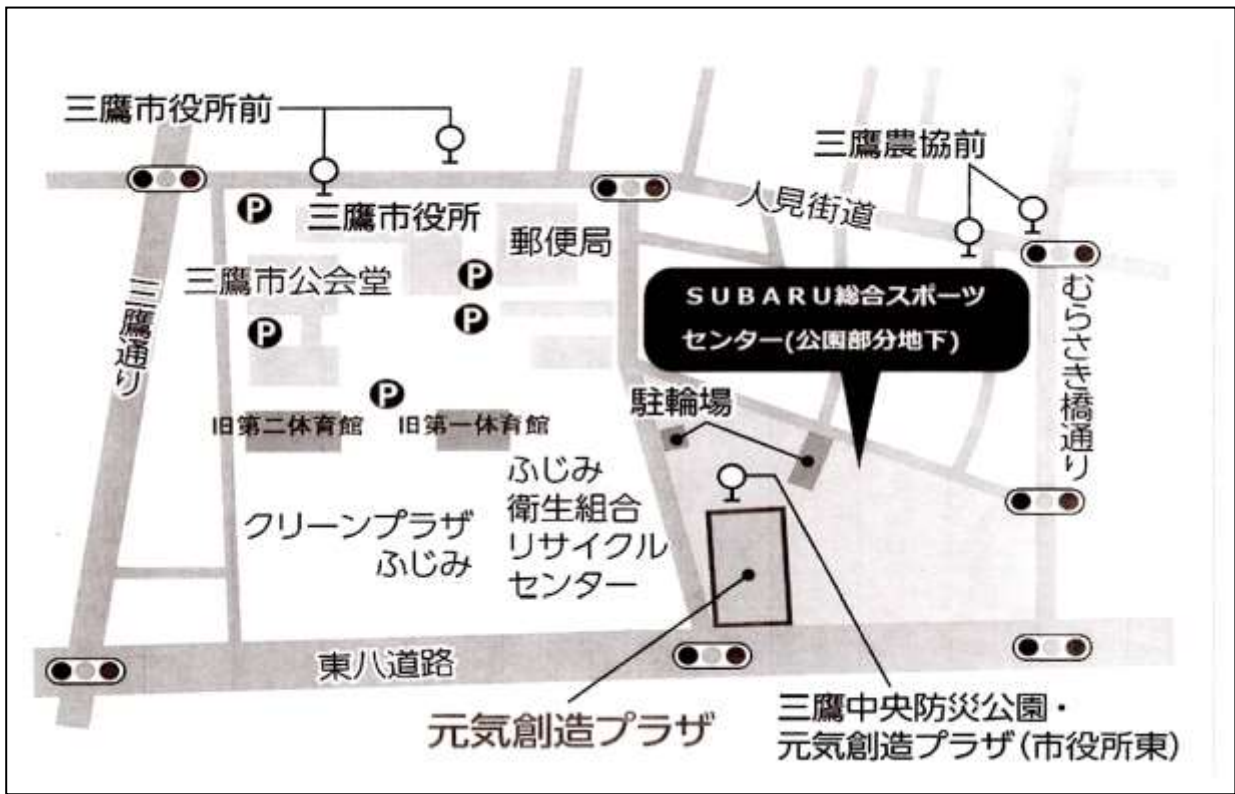 三鷹市役所前
三鷹農協前
人見街道
P
三鷹市役所
郵便局
三鷹市公会堂
P
P
P
三鷹通り
SUBARU総合スポーツ
センター(公園部分地下)
むらさき橋通り
P
駐輪場
旧第二体育館
旧第一体育館
ふじみ
衛生組合
リサイクル
センター
クリーンプラザ
ふじみ
東八道路
元気創造プラザ
三鷹中央防災公園・
元気創造プラザ(市役所東)